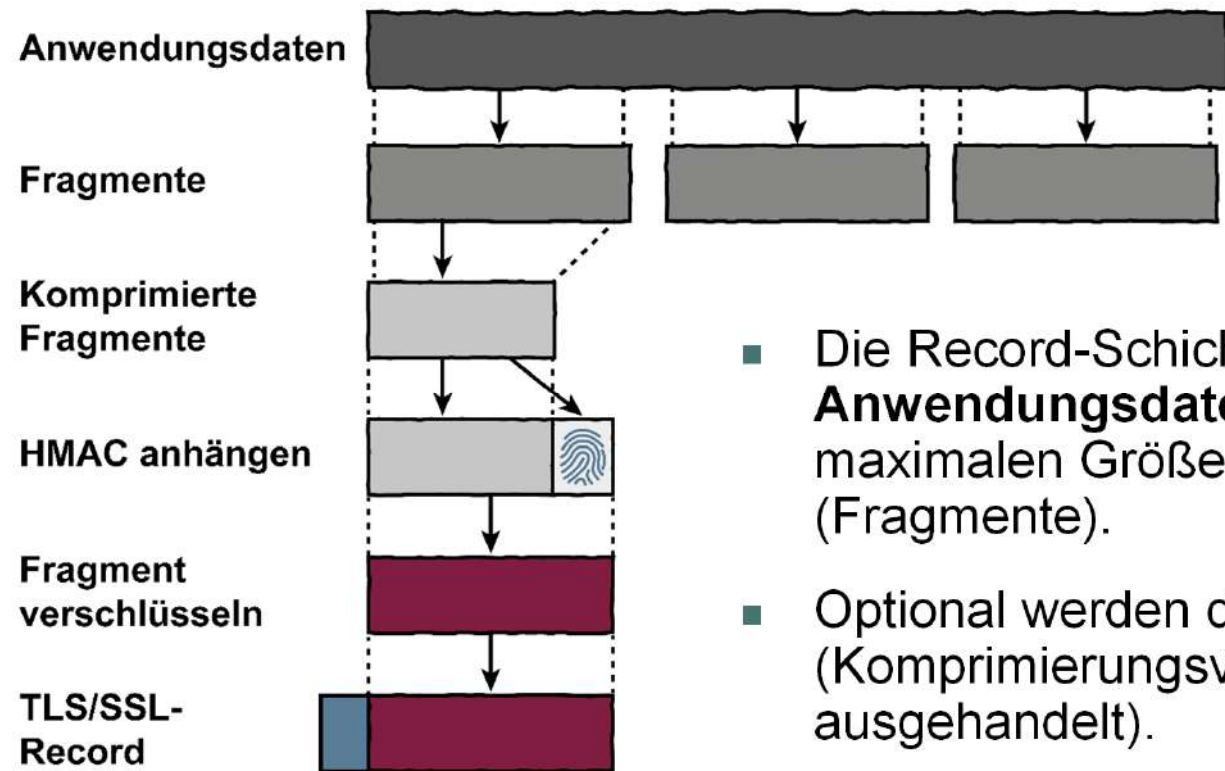 Anwendungsdaten
Fragmente
Komprimierte
Fragmente
HMAC anhängen
Fragment
verschlüsseln
TLS/SSL-
Record
Die Record-Schich
Anwendungsdate
maximalen Größe
(Fragmente).
Optional werden
(Komprimierungsv
ausgehandelt).